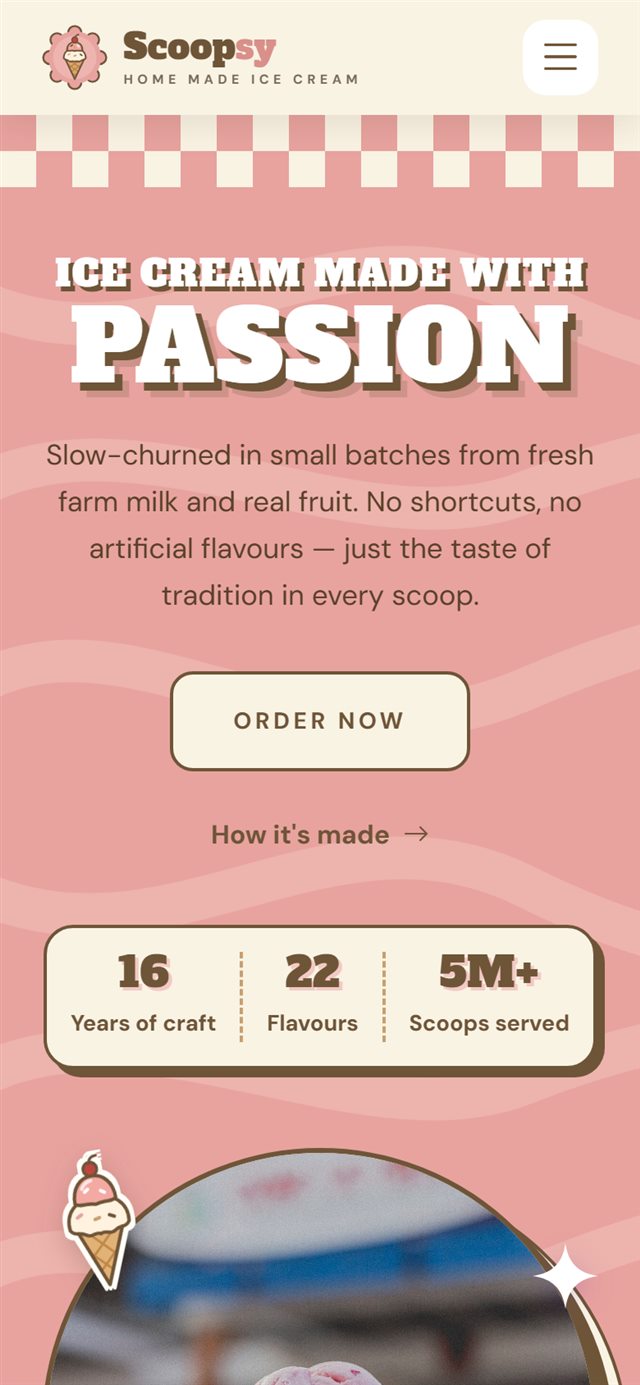 Scoopsy
HOME MADE ICE CREAM
ICE CREAM MADE WITH
PASSION
Slow-churned in small batches from fresh
farm milk and real fruit. No shortcuts, no
artificial flavours — just the taste of
tradition in every scoop.
ORDER NOW
How it's made →
16 22 5M+
Years of craft Flavours Scoops served